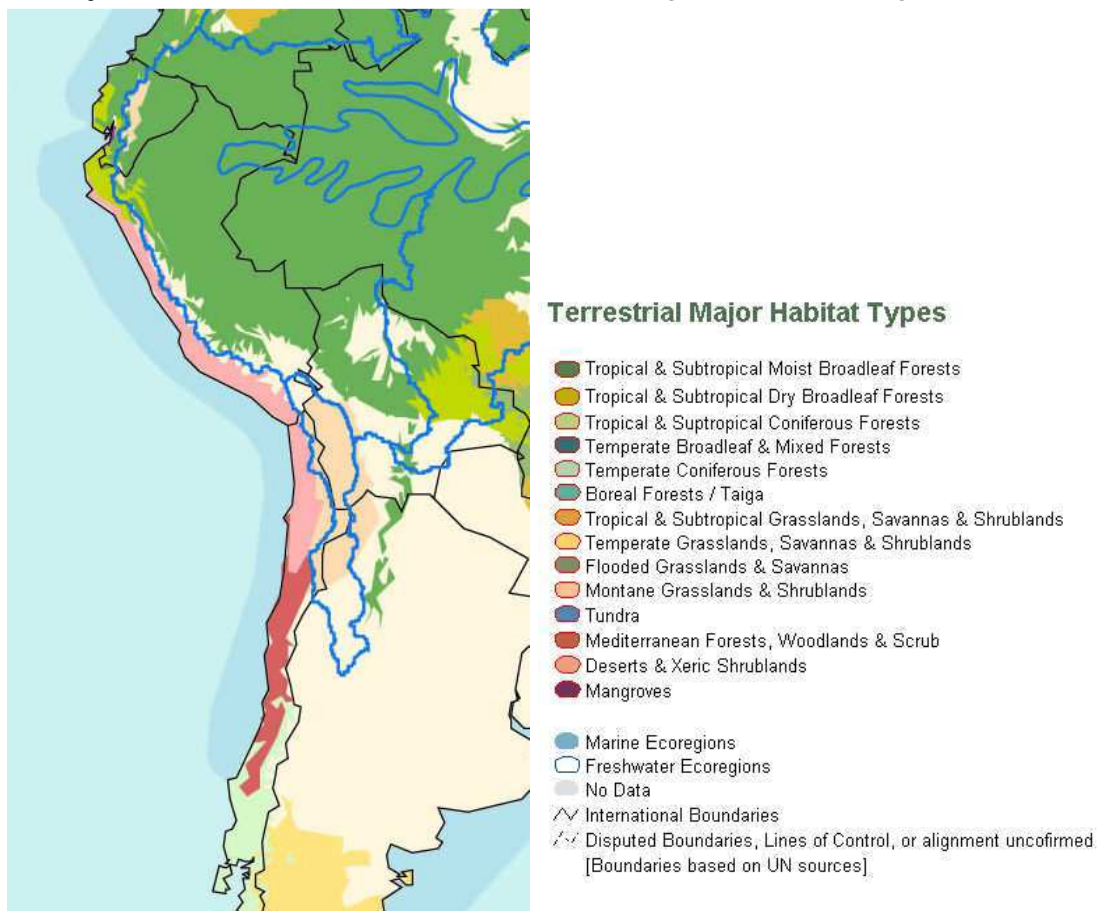 Terrestrial Major Habitat Types
Tropical & Subtropical Moist Broadleaf Forests
Tropical & Subtropical Dry Broadleaf Forests
Tropical & Suptropical Coniferous Forests
Temperate Broadleaf & Mixed Forests
Temperate Coniferous Forests
Boreal Forests / Taiga
Tropical & Subtropical Grasslands, Savannas & Shrublands
Temperate Grasslands, Savannas & Shrublands
Flooded Grasslands & Savannas
Montane Grasslands & Shrublands
Tundra
Mediterranean Forests, Woodlands & Scrub
Deserts & Xeric Shrublands
Mangroves
Marine Ecoregions
Freshwater Ecoregions
No Data
International Boundaries
Disputed Boundaries, Lines of Control, or alignment uncofirmed
[Boundaries based on UN sources]